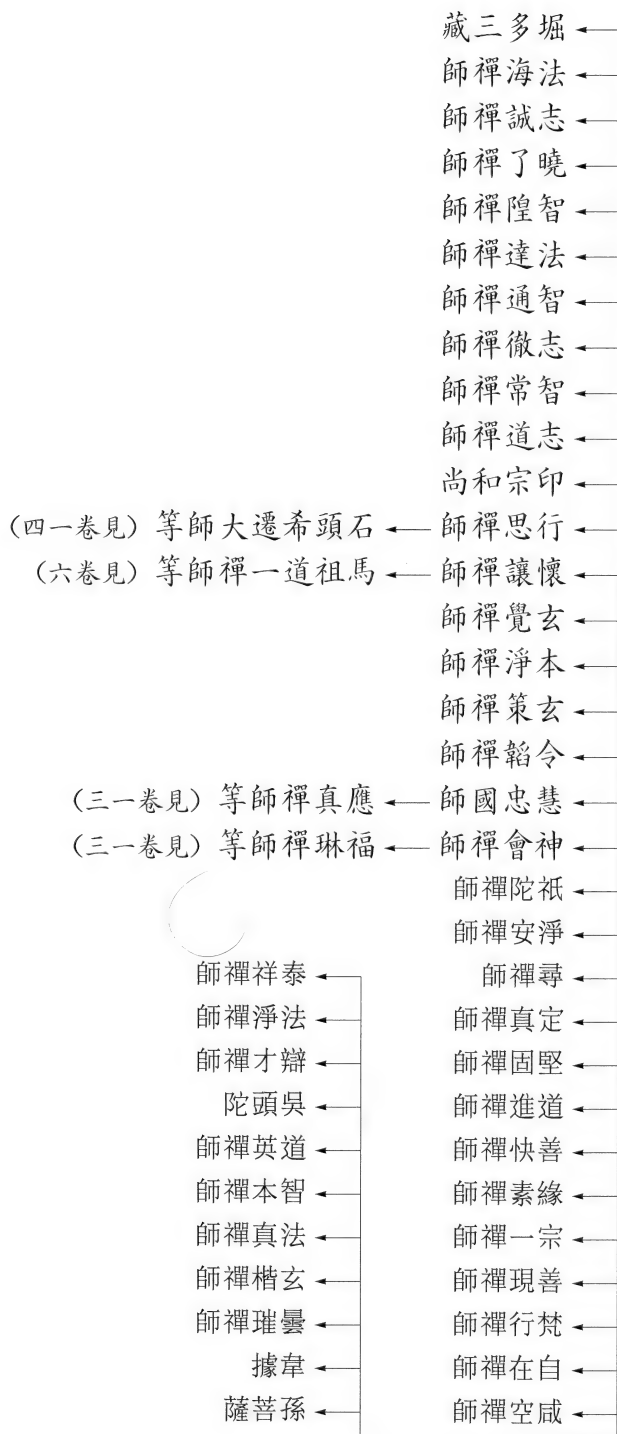 堀多三藏
法海禪師
志誠禪師
曉了禪師
智隍禪師
法達禪師
智通禪師
志徹禪師
智常禪師
志道禪師
印宗和尚
行思禪師 石頭希遷大師等（見卷一四）
懷讓禪師 馬祖道一禪師等（見卷六）
玄覺禪師
本淨禪師
玄策禪師
令韜禪師
慧忠國師 應真禪師等（見卷一三）
神會禪師 福琳禪師等（見卷一三）
祇陀禪師
淨安禪師
尋禪師
定真禪師
堅固禪師
道進禪師
善快禪師
緣素禪師
宗一禪師
善現禪師
梵行禪師
自在禪師
咸空禪師
泰祥禪師
法淨禪師
辯才禪師
吳頭陀
道英禪師
智本禪師
法真禪師
玄楷禪師
曇璀禪師
韋據
孫菩薩